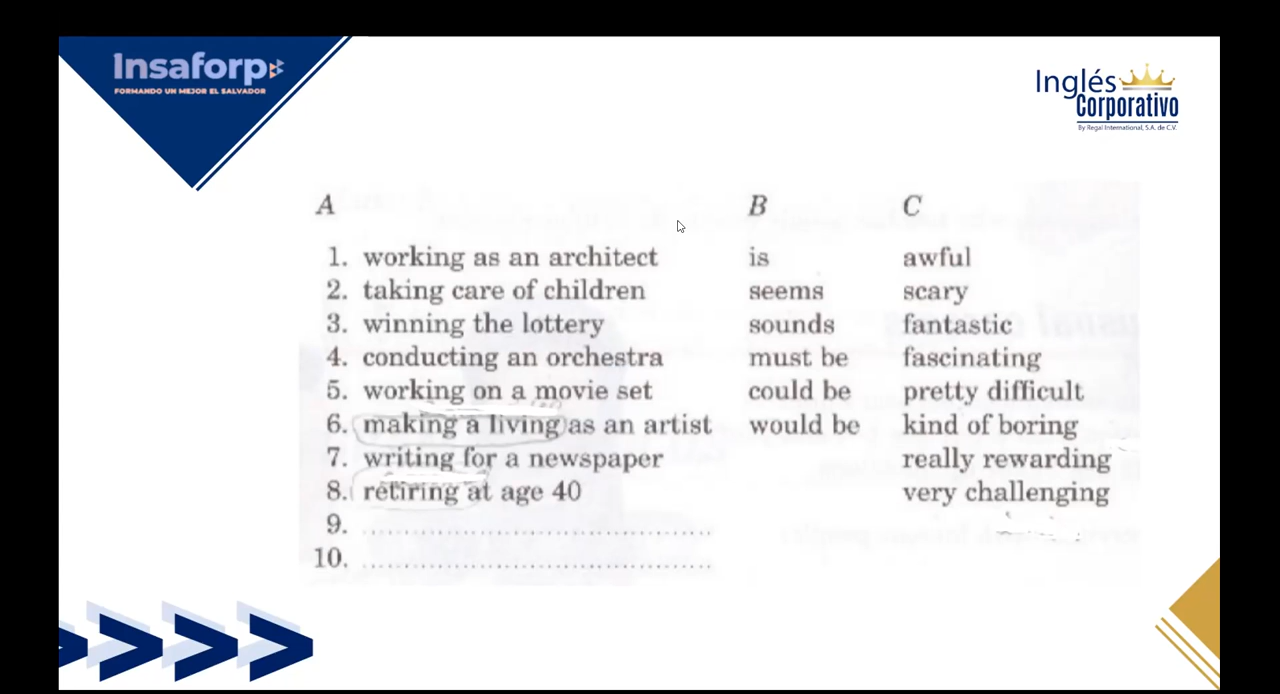 Insaforp
FORMANDO UN MEJOR EL SALVADOR
Inglés
Corporativo
By Regal International, S.A. de C.V.
A B C
1. working as an architect is awful
2. taking care of children seems scary
3. winning the lottery sounds fantastic
4. conducting an orchestra must be fascinating
5. working on a movie set could be pretty difficult
6. making a living as an artist would be kind of boring
7. writing for a newspaper really rewarding
8. retiring at age 40 very challenging
9. ........................................
10. ........................................